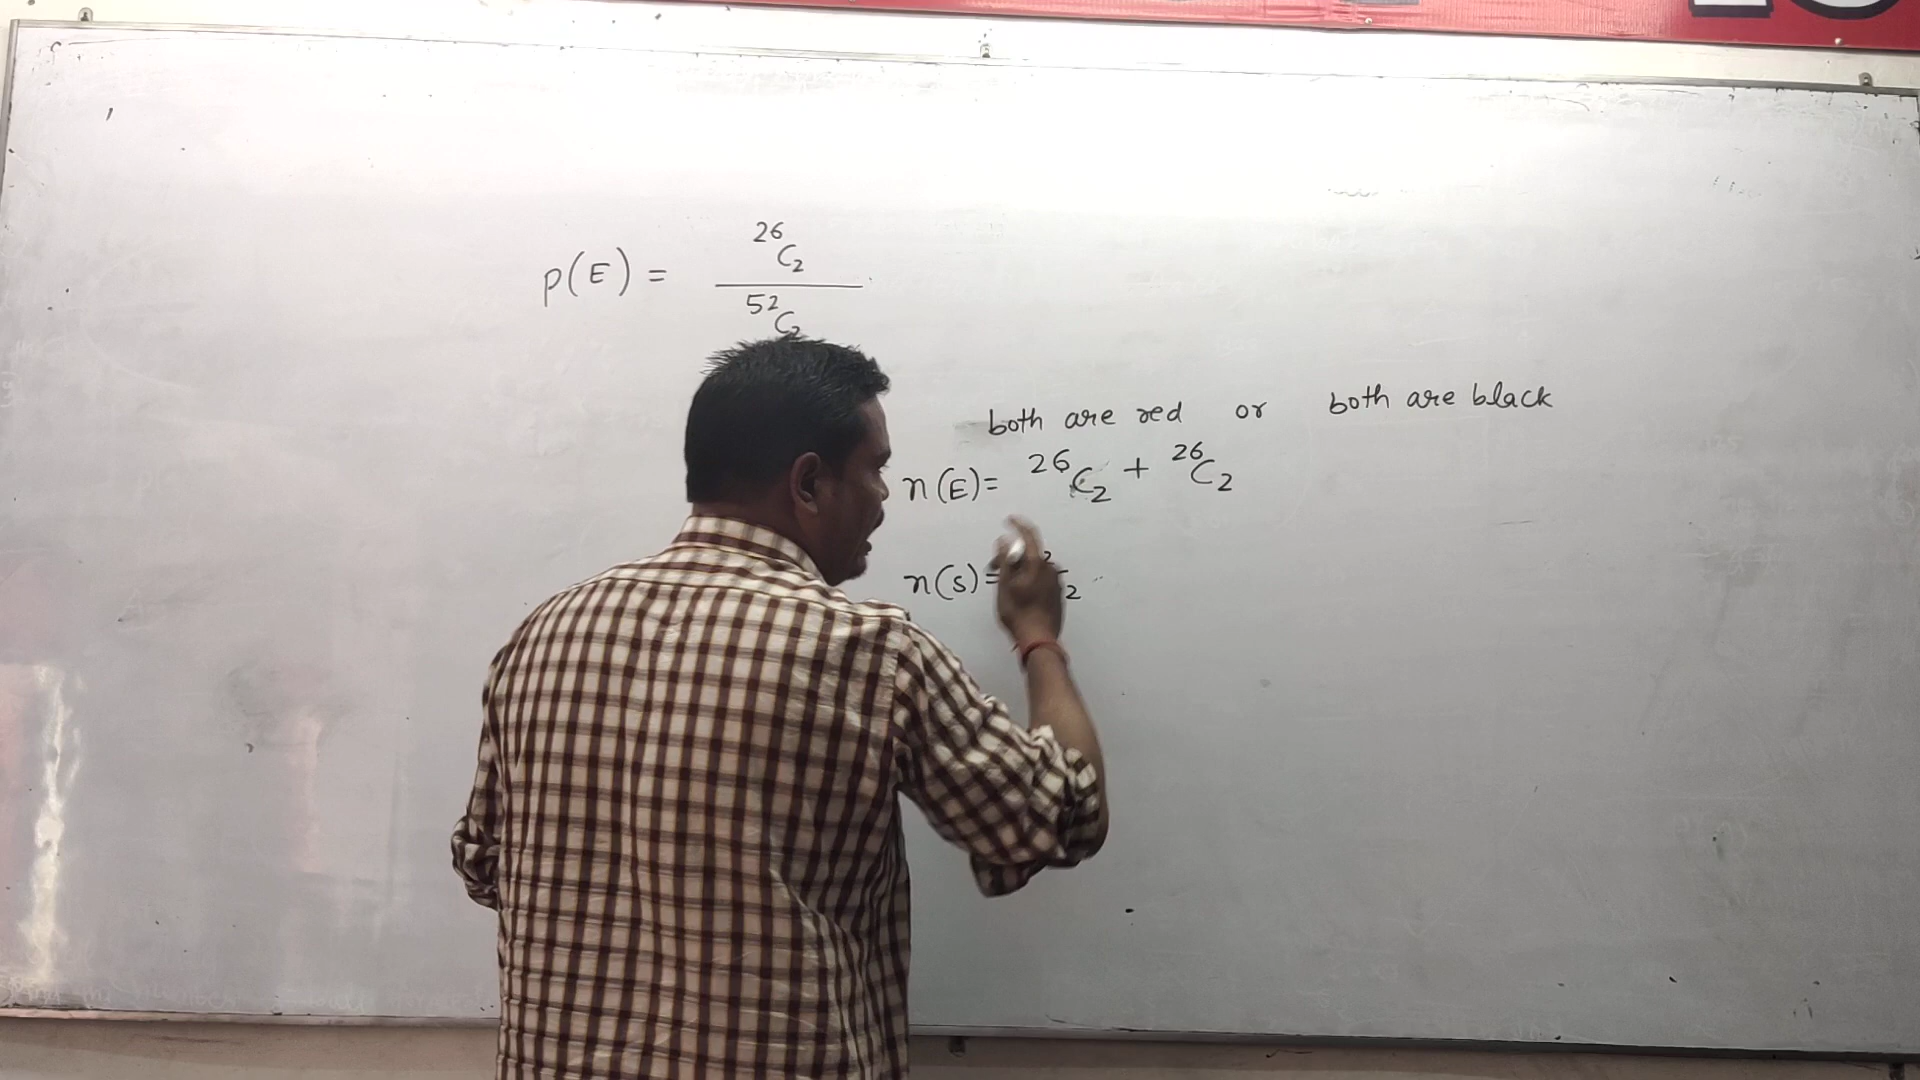 P(E) = ²⁶C₂ / ⁵²C₂
both are red or both are black
n(E) = ²⁶C₂ + ²⁶C₂
n(s) =